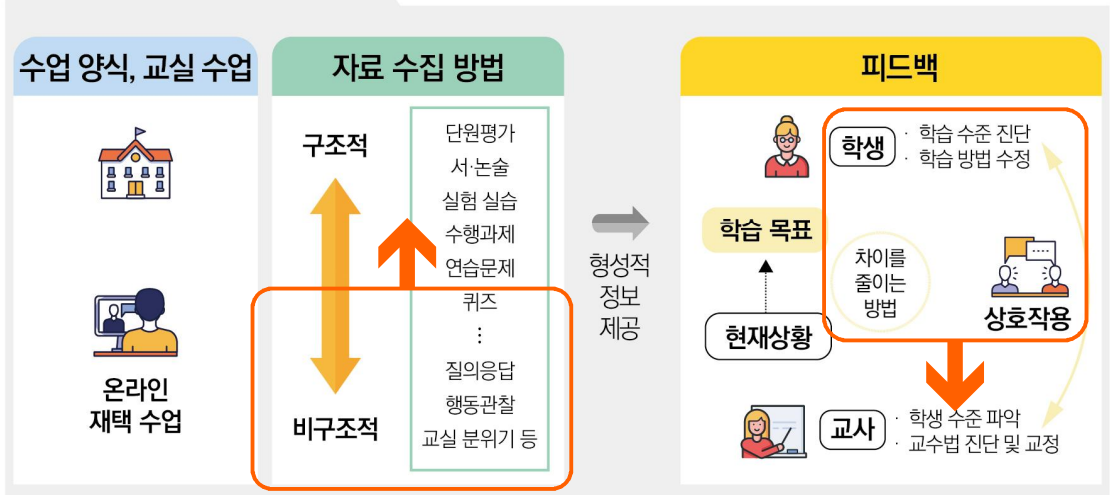 수업 양식, 교실 수업
온라인
재택 수업
자료 수집 방법
구조적
비구조적
단원평가
서·논술
실험 실습
수행과제
연습문제
퀴즈
⋮
질의응답
행동관찰
교실 분위기 등
형성적
정보
제공
피드백
학생
· 학습 수준 진단
· 학습 방법 수정
학습 목표
차이를
줄이는
방법
상호작용
현재상황
교사
· 학생 수준 파악
· 교수법 진단 및 교정